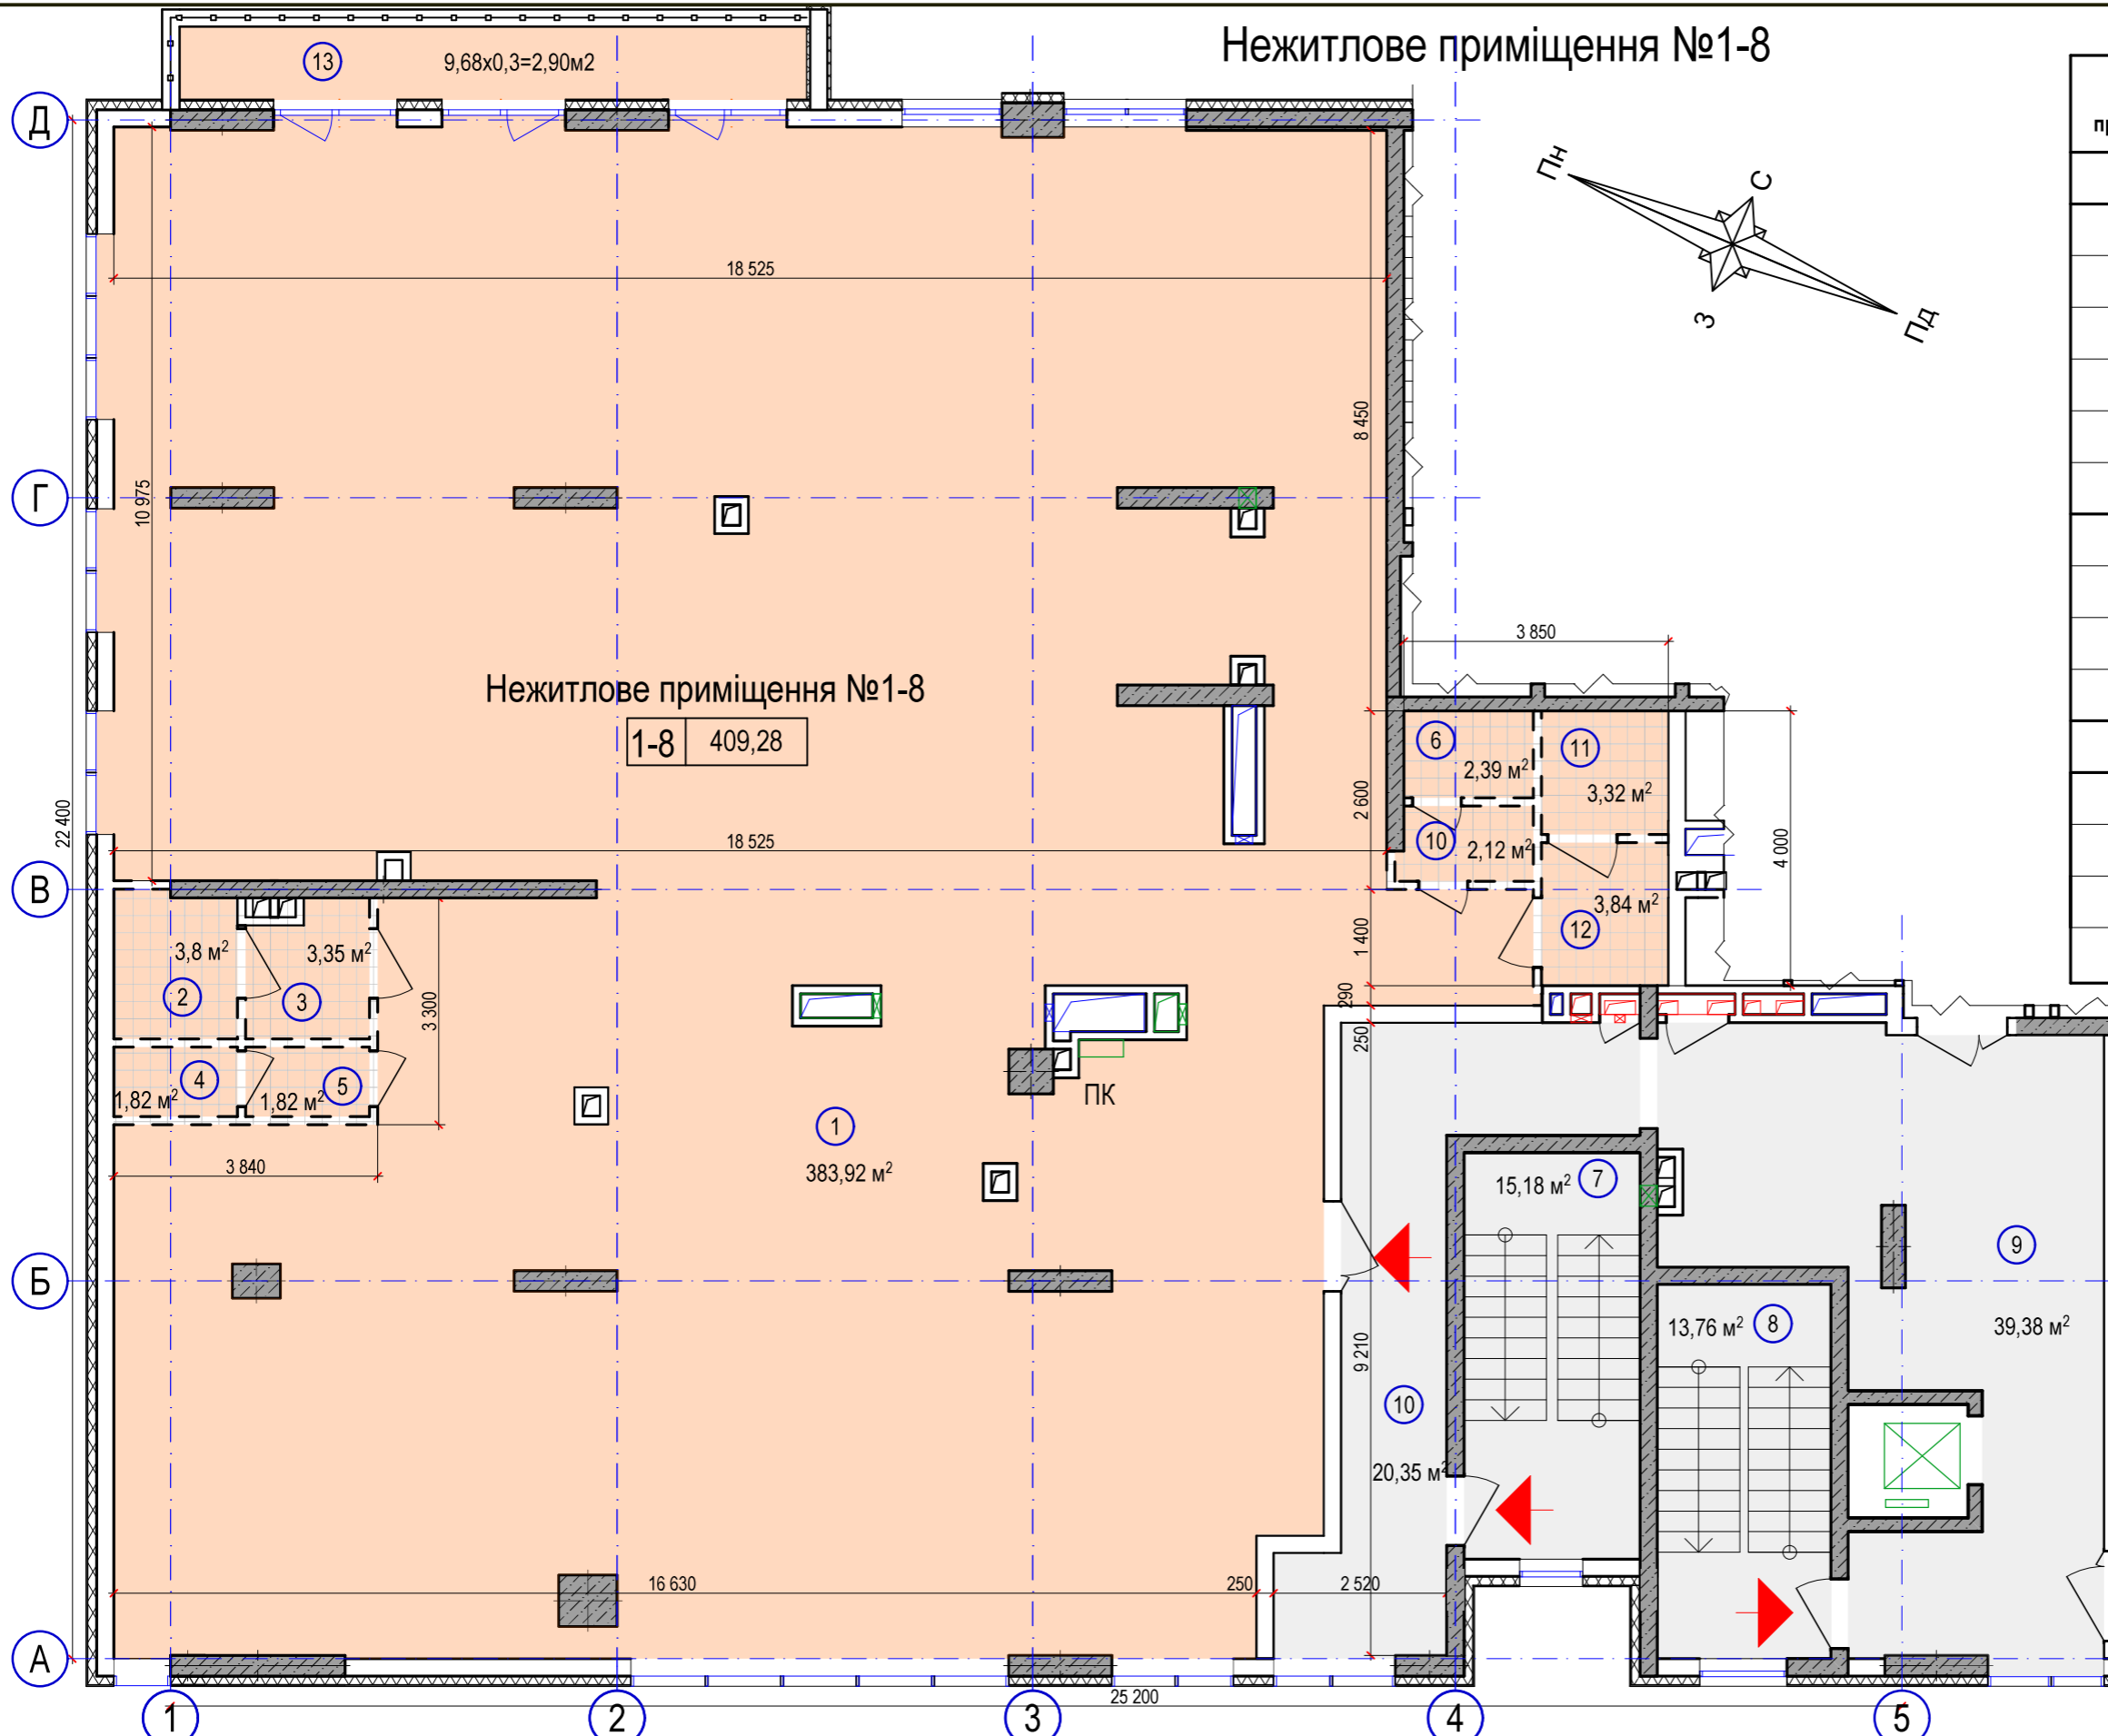 Нежитлове приміщення №1-8
13
9,68х0,3=2,90м2
Д
Пн
С
З
Пд
18 525
8 450
Г
10 975
3 850
Нежитлове приміщення №1-8
1-8 409,28
6
2,39 м²
11
3,32 м²
2 600
10
2,12 м²
4 000
22 400
18 525
В
3,8 м²
2
3,35 м²
3
3 300
3,84 м²
12
1 400
290
250
4
1,82 м²
5
1,82 м²
ПК
1
383,92 м²
3 840
15,18 м²
7
9
39,38 м²
Б
13,76 м²
8
9 210
10
20,35 м²
16 630
250
2 520
А
25 200
1
2
3
4
5